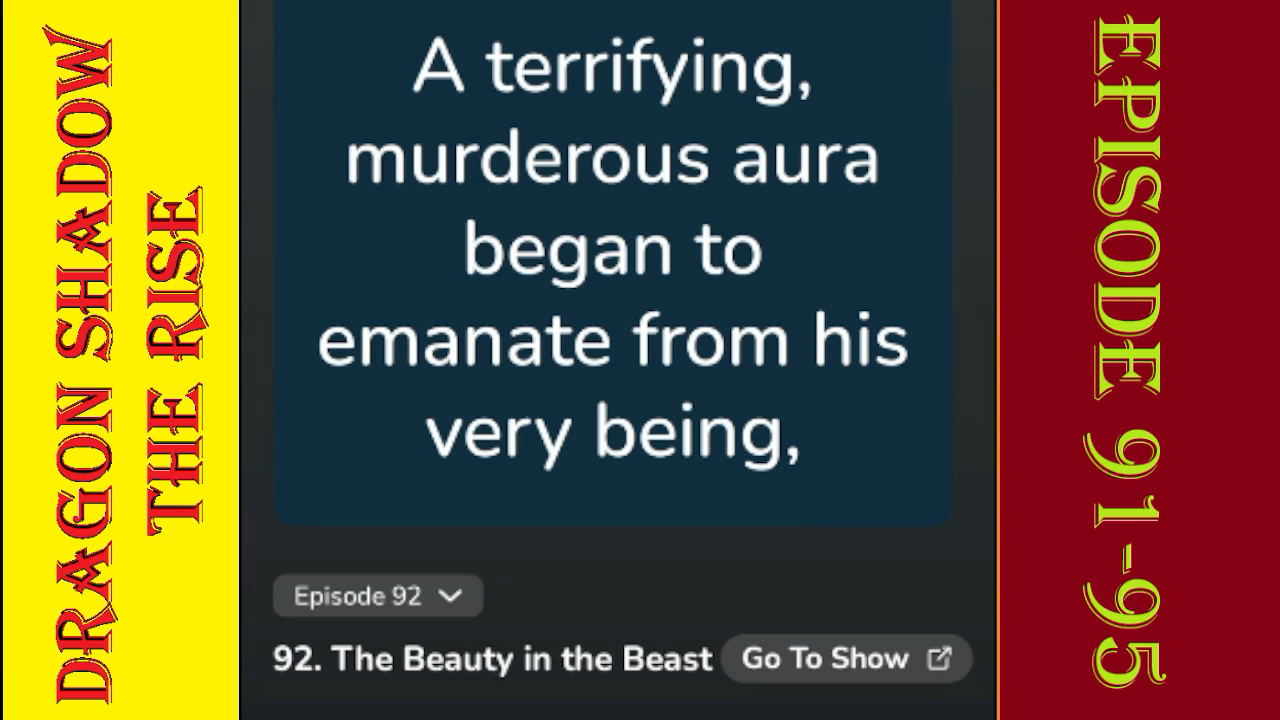 DRAGON SHADOW
THE RISE
A terrifying,
murderous aura
began to
emanate from his
very being,
Episode 92
92. The Beauty in the Beast
Go To Show
EPISODE 91-95